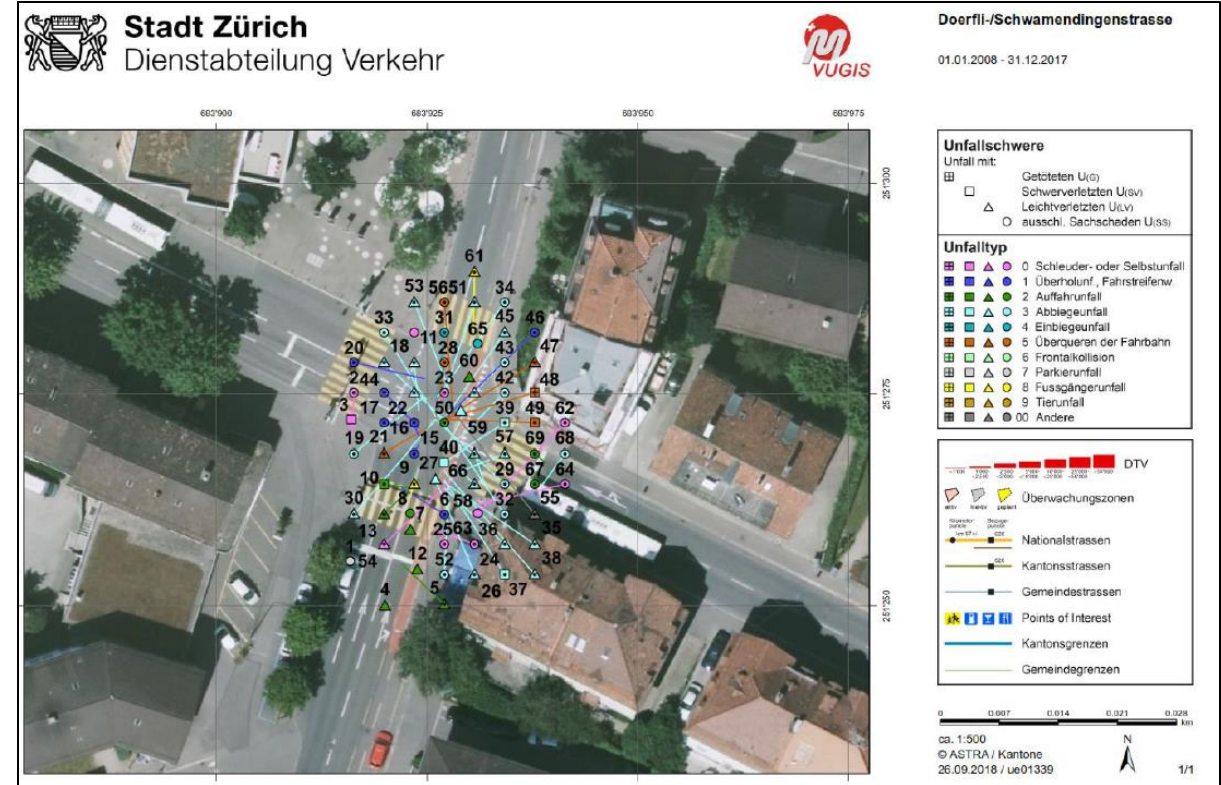 Stadt Zürich
Dienstabteilung Verkehr
VUGIS
Doerfli-/Schwamendingenstrasse
01.01.2008 - 31.12.2017
683'900 683'925 683'950 683'975
251'300
251'275
251'250
61
53 56 51 34
33 31 45 46
11 65
20 18 28 43 47
60
2 44 23 42 48
3 17 22 50 39 49 62
16 59
19 21 15 40 57 69 68
9 27
10 66 29 67 64
30 8 6 58 32 55
7
13 25 63 36 35
1 54 12 52 24 38
4 5 26 37
Unfallschwere
Unfall mit:
Getöteten U(G)
Schwerverletzten U(SV)
Leichtverletzten U(LV)
ausschl. Sachschaden U(SS)
Unfalltyp
0 Schleuder- oder Selbstunfall
1 Überholunf., Fahrstreifenw.
2 Auffahrunfall
3 Abbiegeunfall
4 Einbiegeunfall
5 Überqueren der Fahrbahn
6 Frontalkollision
7 Parkierunfall
8 Fussgängerunfall
9 Tierunfall
00 Andere
DTV
Überwachungszonen
Nationalstrassen
Kantonsstrassen
Gemeindestrassen
Points of Interest
Kantonsgrenzen
Gemeindegrenzen
0 0.007 0.014 0.021 0.028
km
ca. 1:500
© ASTRA / Kantone
26.09.2018 / ue01339
N
1/1